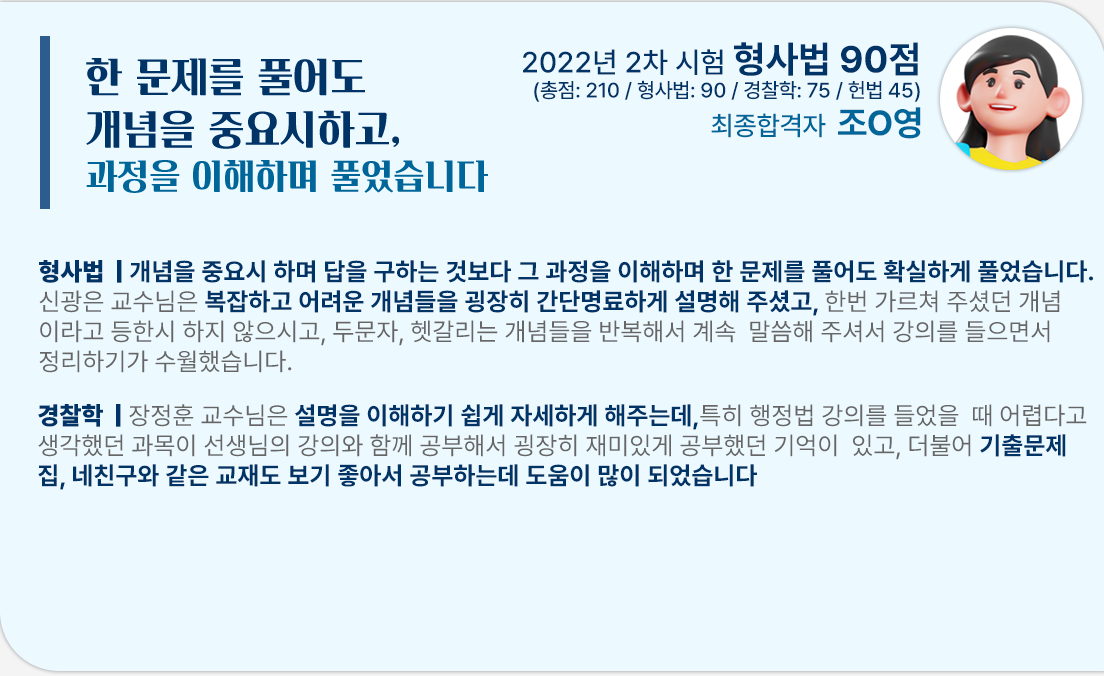 한 문제를 풀어도
개념을 중요시하고,
과정을 이해하며 풀었습니다
2022년 2차 시험 형사법 90점
(총점: 210 / 형사법: 90 / 경찰학: 75 / 헌법 45)
최종합격자 조O영
형사법 | 개념을 중요시 하며 답을 구하는 것보다 그 과정을 이해하며 한 문제를 풀어도 확실하게 풀었습니다.
신광은 교수님은 복잡하고 어려운 개념들을 굉장히 간단명료하게 설명해 주셨고, 한번 가르쳐 주셨던 개념
이라고 등한시 하지 않으시고, 두문자, 헷갈리는 개념들을 반복해서 계속 말씀해 주셔서 강의를 들으면서
정리하기가 수월했습니다.
경찰학 | 장정훈 교수님은 설명을 이해하기 쉽게 자세하게 해주는데,특히 행정법 강의를 들었을 때 어렵다고
생각했던 과목이 선생님의 강의와 함께 공부해서 굉장히 재미있게 공부했던 기억이 있고, 더불어 기출문제
집, 네친구와 같은 교재도 보기 좋아서 공부하는데 도움이 많이 되었습니다